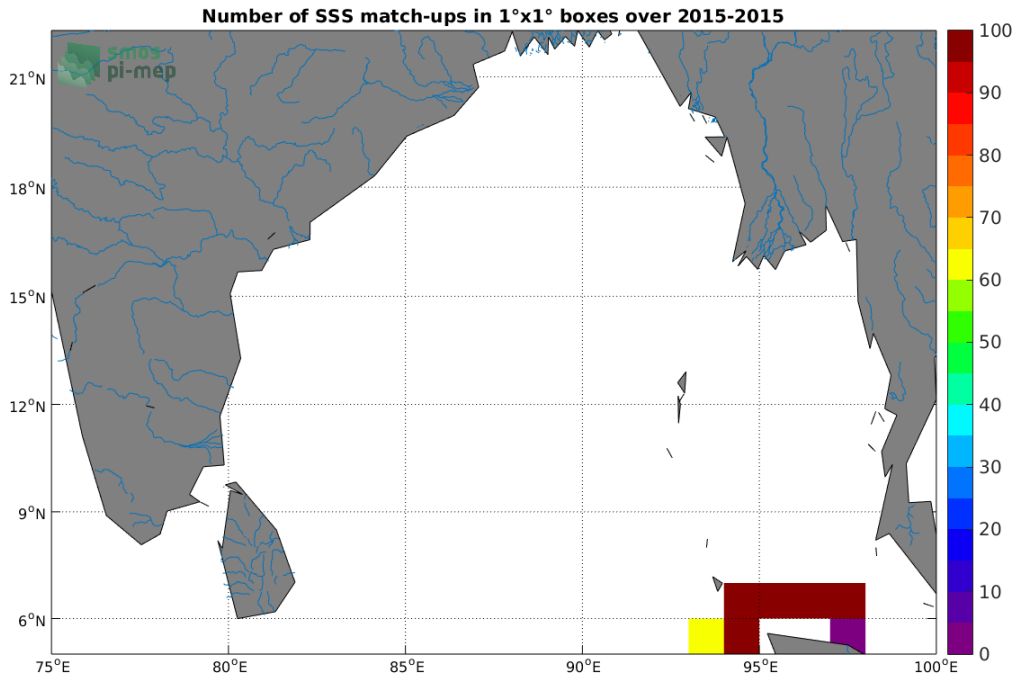 Number of SSS match-ups in 1°x1° boxes over 2015-2015
smos
pi-mep
21°N
18°N
15°N
12°N
9°N
6°N
75°E
80°E
85°E
90°E
95°E
100°E
100
90
80
70
60
50
40
30
20
10
0